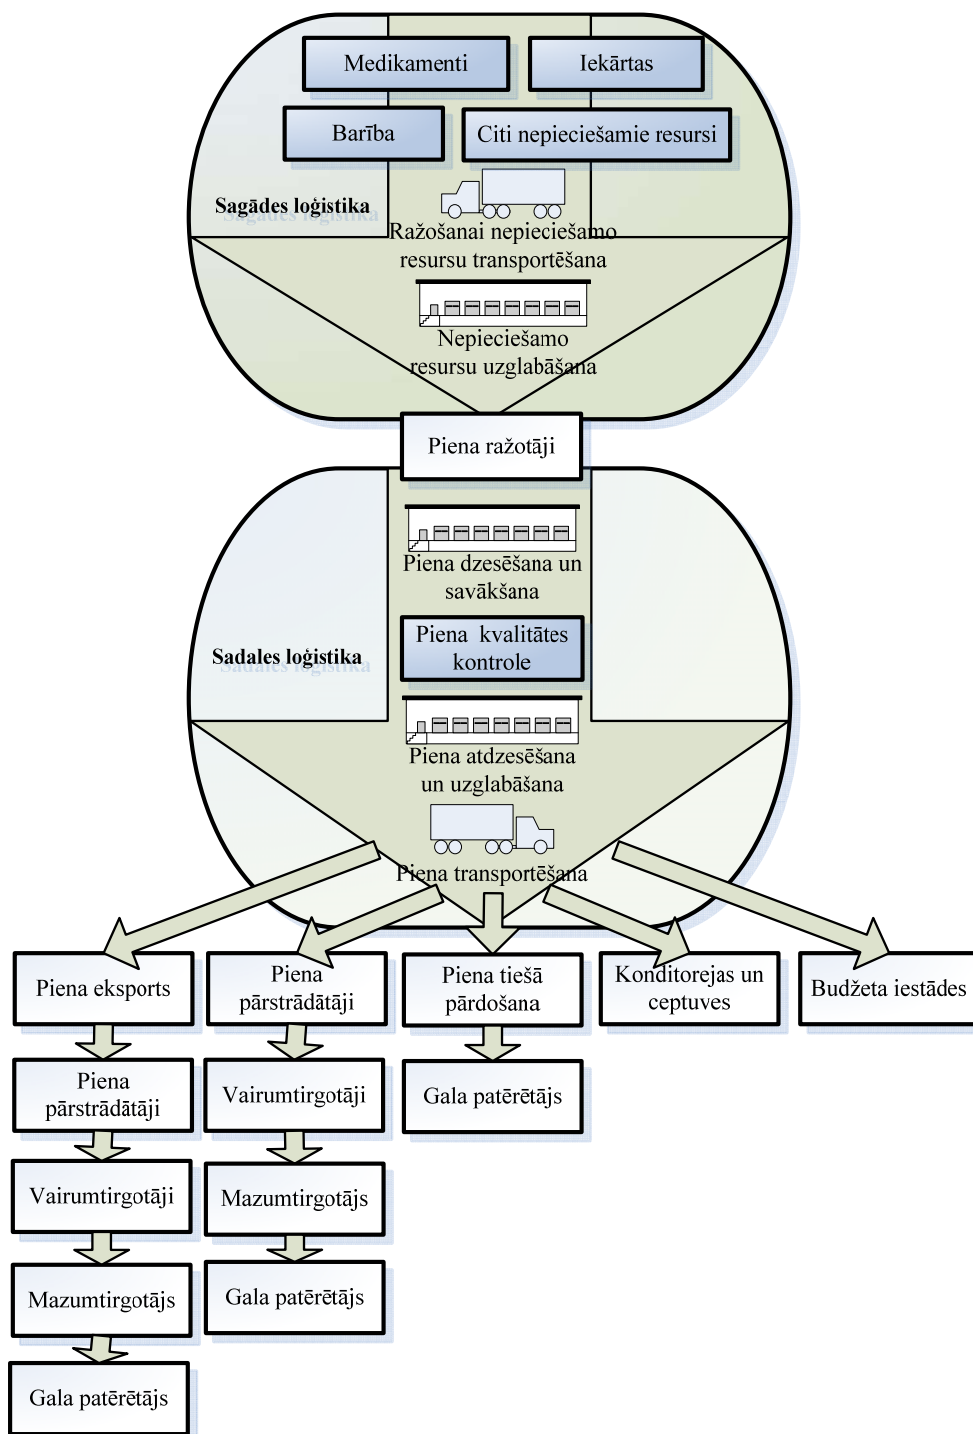 Medikamenti
Iekārtas
Barība
Citi nepieciešamie resursi
Sagādes loģistika
Ražošanai nepieciešamo
resursu transportēšana
Nepieciešamo
resursu uzglabāšana
Piena ražotāji
Piena dzesēšana un
savākšana
Piena kvalitātes
kontrole
Sadales loģistika
Piena atdzesēšana
un uzglabāšana
Piena transportēšana
Piena eksports
Piena
pārstrādātāji
Piena tiešā
pārdošana
Konditorejas un
ceptuves
Budžeta iestādes
Piena
pārstrādātāji
Vairumtirgotāji
Gala patērētājs
Vairumtirgotāji
Mazumtirgotājs
Mazumtirgotājs
Gala patērētājs
Gala patērētājs